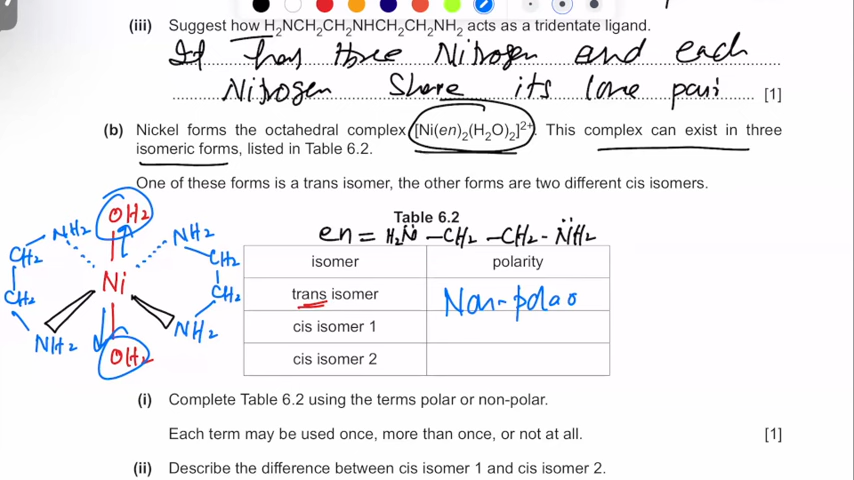 (iii) Suggest how H₂NCH₂CH₂NHCH₂CH₂NH₂ acts as a tridentate ligand.
It has three Nitrogen and each
Nitrogen Share its lone pair [1]
(b) Nickel forms the octahedral complex [Ni(en)₂(H₂O)₂]²⁺. This complex can exist in three
isomeric forms, listed in Table 6.2.
One of these forms is a trans isomer, the other forms are two different cis isomers.
Table 6.2
en = H₂N̈ –CH₂ –CH₂ - N̈H₂
isomer polarity
trans isomer Non-polar
cis isomer 1
cis isomer 2
OH₂
NH₂ NH₂
CH₂ CH₂
Ni
CH₂ CH₂
NH₂ NH₂
OH₂
(i) Complete Table 6.2 using the terms polar or non-polar.
Each term may be used once, more than once, or not at all. [1]
(ii) Describe the difference between cis isomer 1 and cis isomer 2.